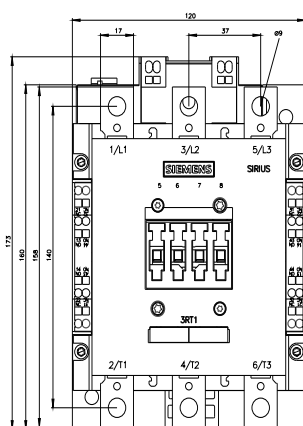 120
17 37 ø9
1/L1 3/L2 5/L3
SIEMENS SIRIUS
5 6 7 8
173
160
158
140
3RT1
2/T1 4/T2 6/T3